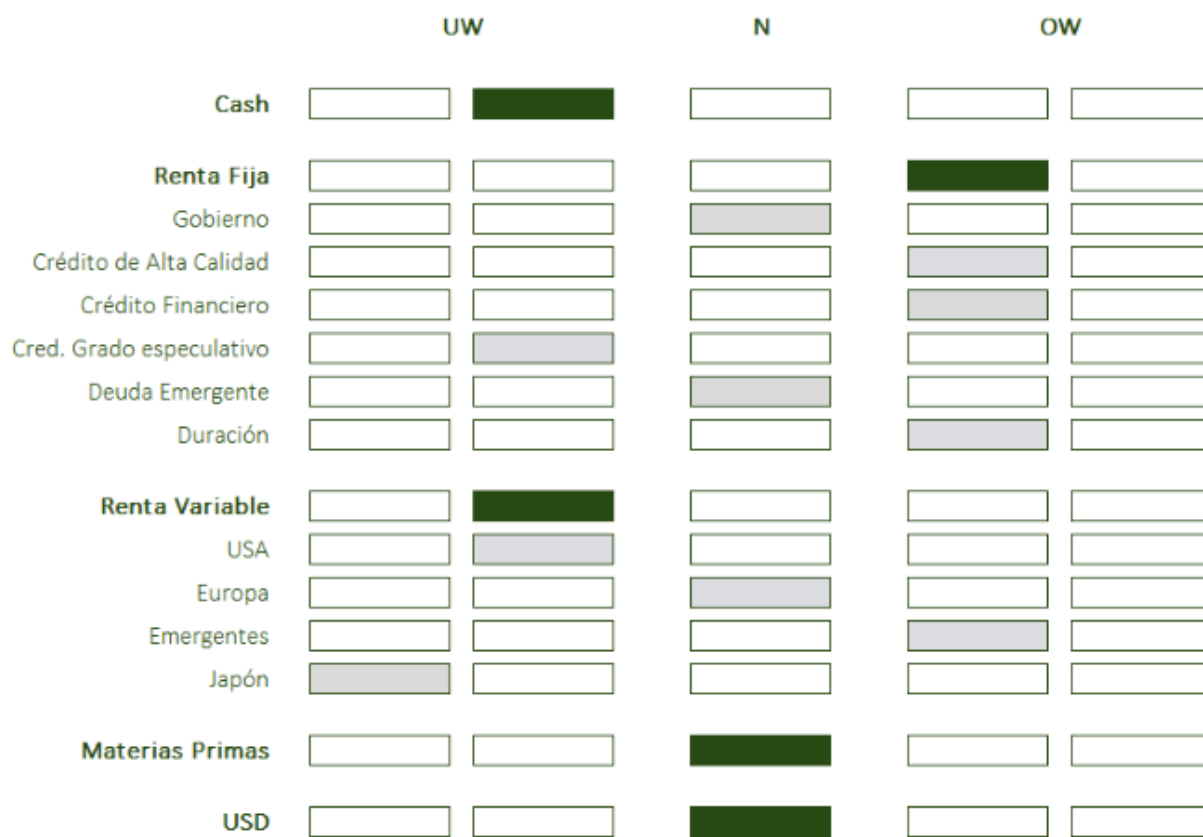 UW N OW
Cash
Renta Fija
Gobierno
Crédito de Alta Calidad
Crédito Financiero
Cred. Grado especulativo
Deuda Emergente
Duración
Renta Variable
USA
Europa
Emergentes
Japón
Materias Primas
USD